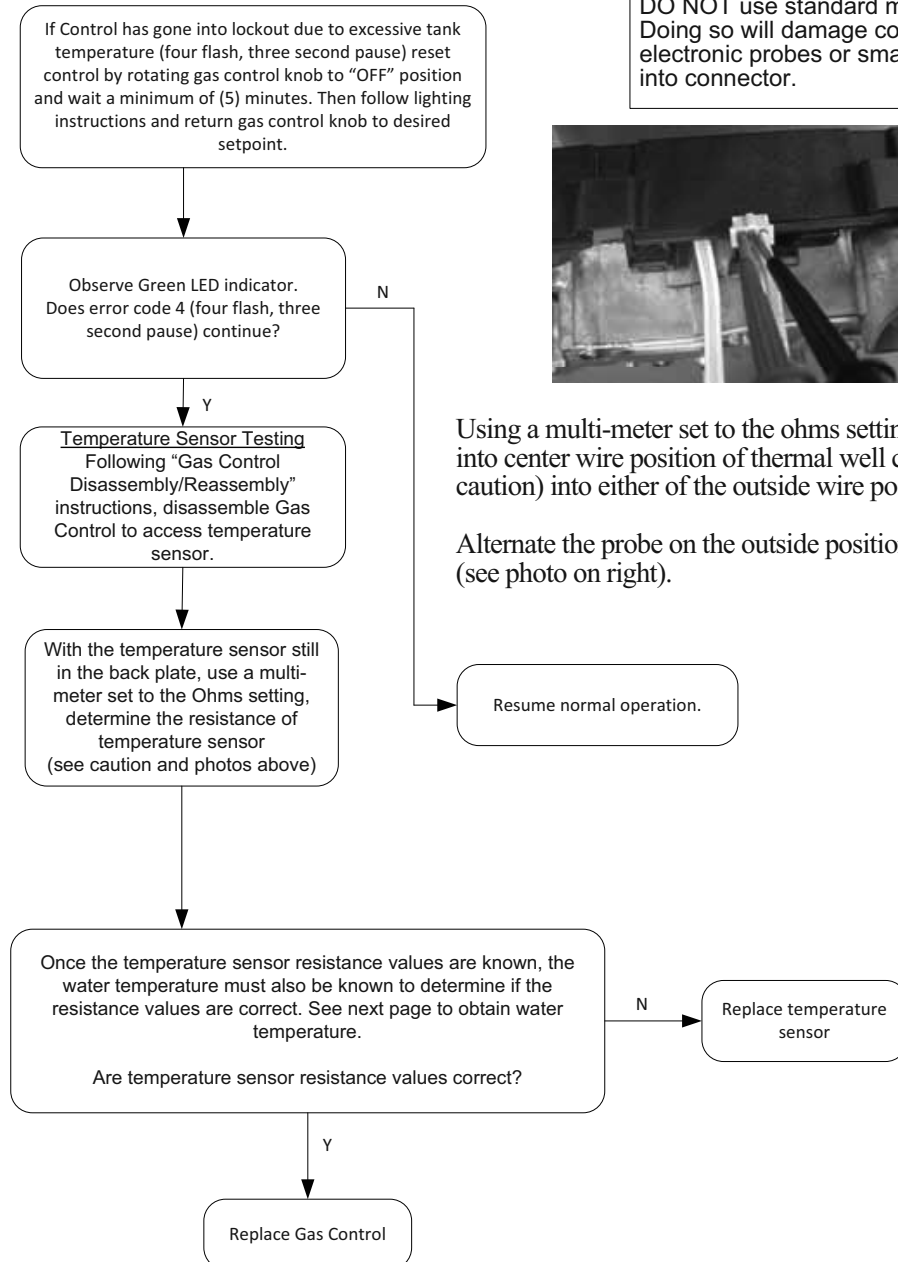 If Control has gone into lockout due to excessive tank
temperature (four flash, three second pause) reset
control by rotating gas control knob to “OFF” position
and wait a minimum of (5) minutes. Then follow lighting
instructions and return gas control knob to desired
setpoint.
DO NOT use standard
Doing so will damage
electronic probes or
into connector.
Observe Green LED indicator.
Does error code 4 (four flash, three
second pause) continue?
N
Y
Temperature Sensor Testing
Following “Gas Control
Disassembly/Reassembly”
instructions, disassemble Gas
Control to access temperature
sensor.
Using a multi-meter set to the ohms
into center wire position of thermal well
caution) into either of the outside wire
Alternate the probe on the outside
(see photo on right).
With the temperature sensor still
in the back plate, use a multi-
meter set to the Ohms setting,
determine the resistance of
temperature sensor
(see caution and photos above)
Resume normal operation.
Once the temperature sensor resistance values are known, the
water temperature must also be known to determine if the
resistance values are correct. See next page to obtain water
temperature.
Are temperature sensor resistance values correct?
N
Replace temperature
sensor
Y
Replace Gas Control